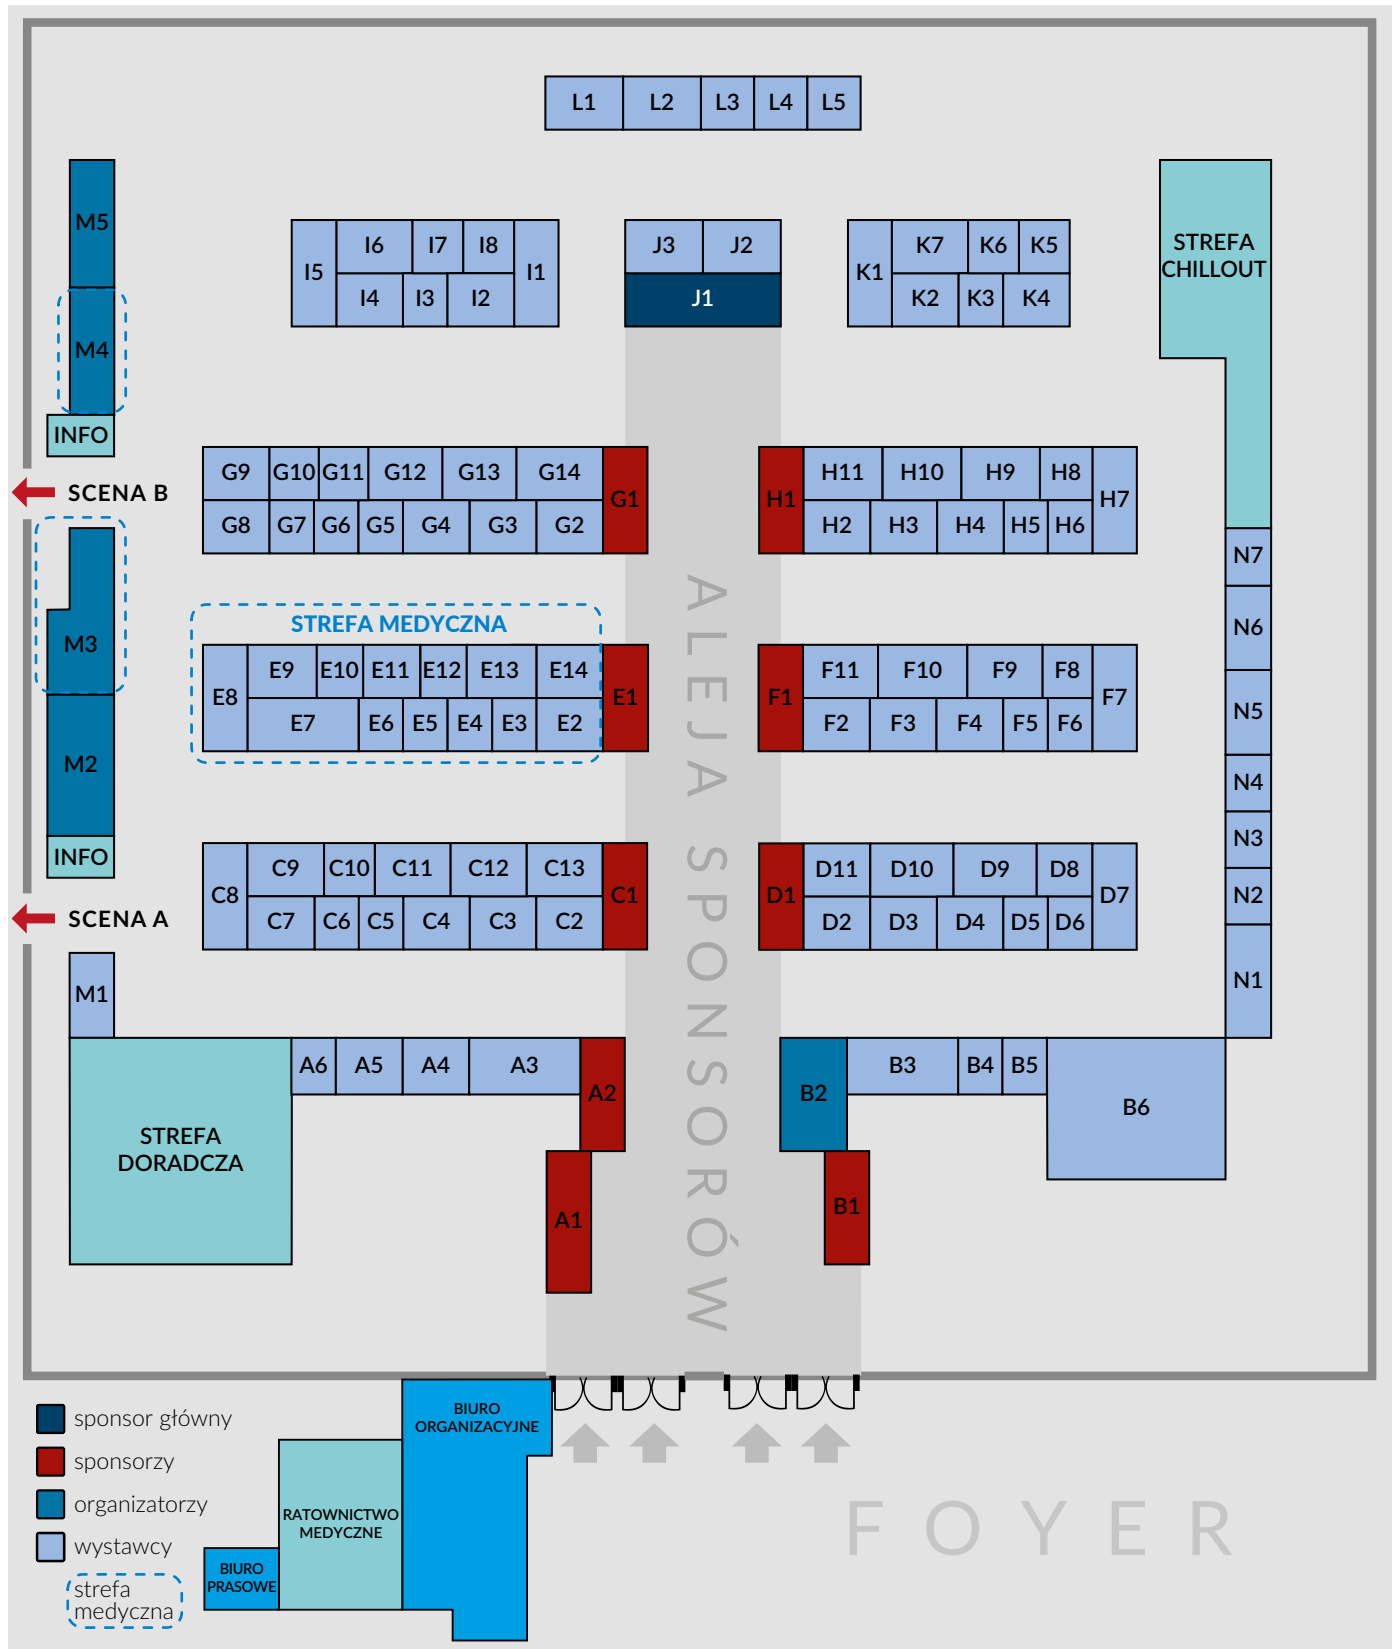 L1 L2 L3 L4 L5
M5
I6 I7 I8
I5 I1
I4 I3 I2
J3 J2
J1
K7 K6 K5
K1
K2 K3 K4
STREFA
CHILLOUT
M4
INFO
SCENA B
G9 G10 G11 G12 G13 G14
G1
G8 G7 G6 G5 G4 G3 G2
H11 H10 H9 H8
H1 H7
H2 H3 H4 H5 H6
N7
N6
N5
N4
N3
N2
N1
M3
M2
INFO
STREFA MEDYCZNA
E9 E10 E11 E12 E13 E14
E8 E1
E7 E6 E5 E4 E3 E2
F11 F10 F9 F8
F1 F7
F2 F3 F4 F5 F6
ALEJA SPONSORÓW
SCENA A
C9 C10 C11 C12 C13
C8 C1
C7 C6 C5 C4 C3 C2
D11 D10 D9 D8
D1 D7
D2 D3 D4 D5 D6
M1
A6 A5 A4 A3
A2
A1
B3 B4 B5
B2
B6
B1
STREFA
DORADCZA
sponsor główny
sponsorzy
organizatorzy
wystawcy
strefa
medyczna
BIURO
ORGANIZACYJNE
RATOWNICTWO
MEDYCZNE
BIURO
PRASOWE
FOYER